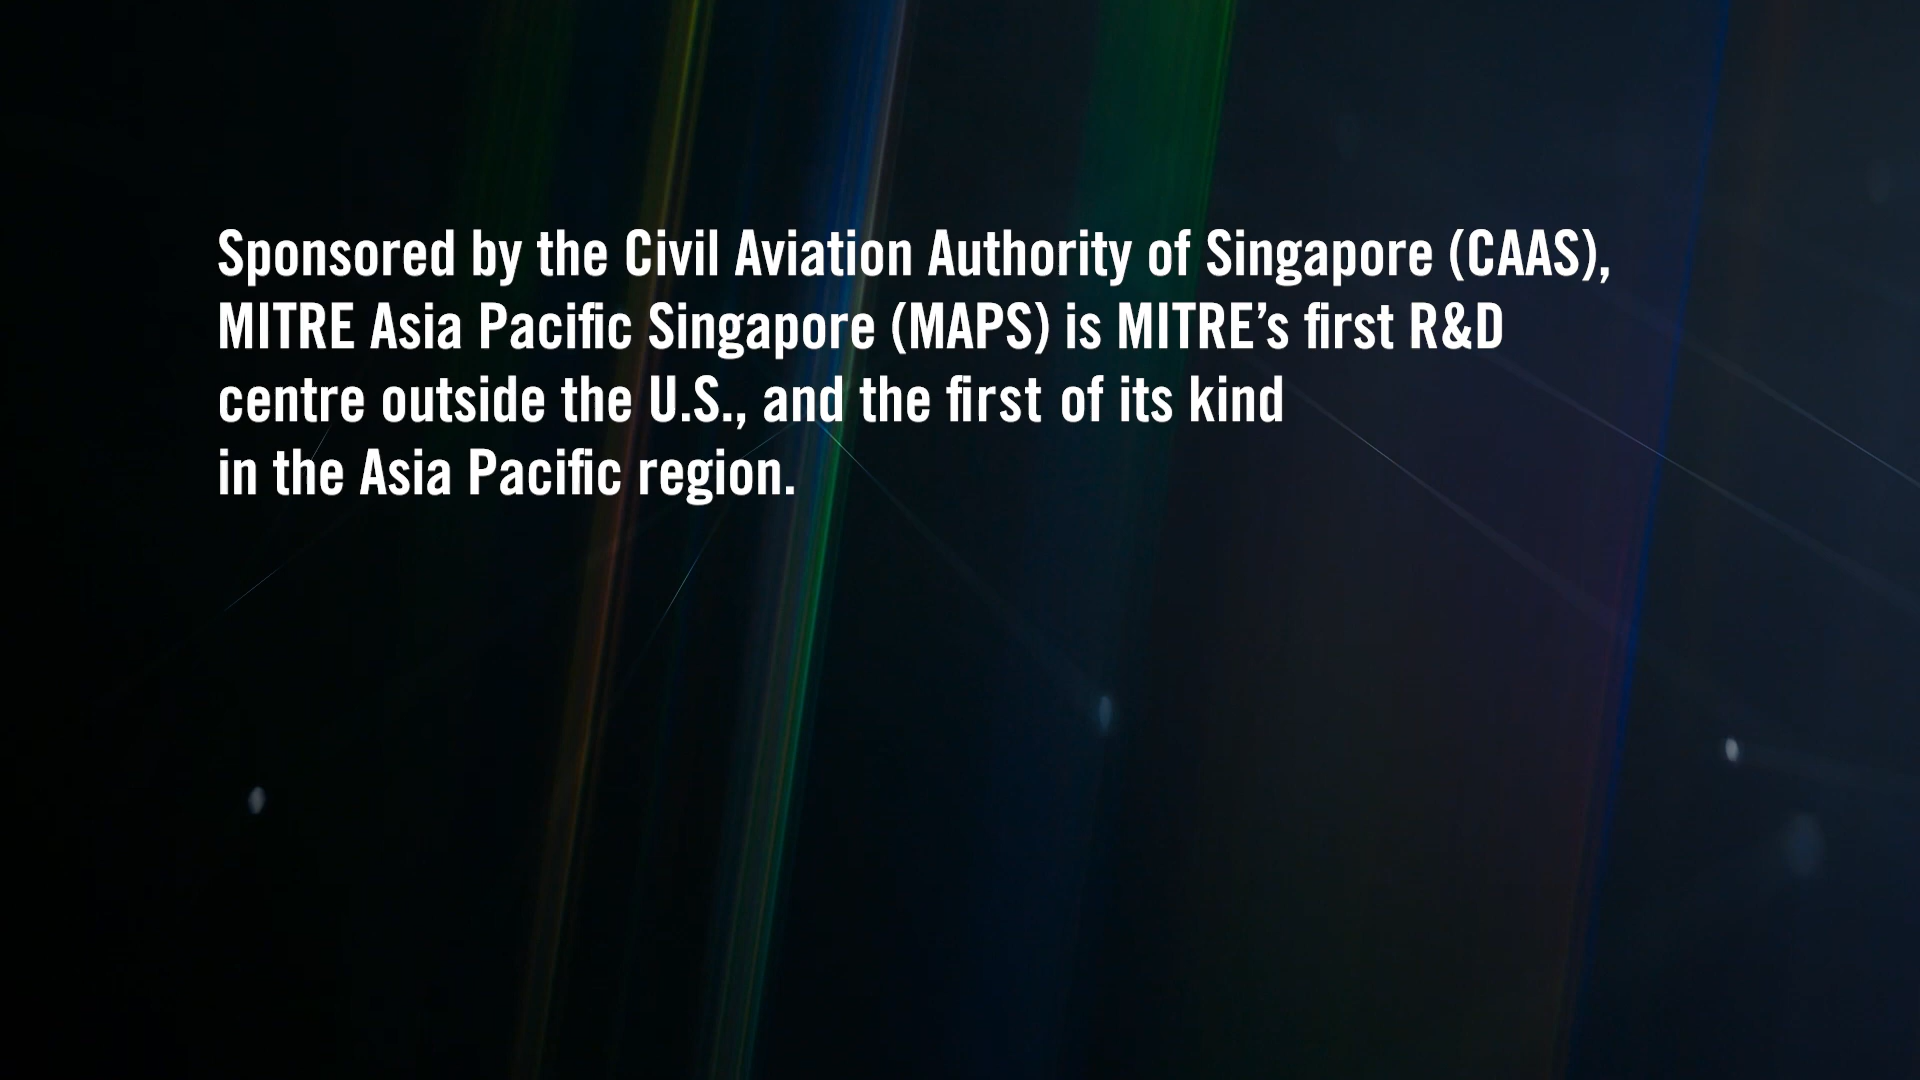 Sponsored by the Civil Aviation Authority of Singapore (CAAS),
MITRE Asia Pacific Singapore (MAPS) is MITRE’s first R&D
centre outside the U.S., and the first of its kind
in the Asia Pacific region.